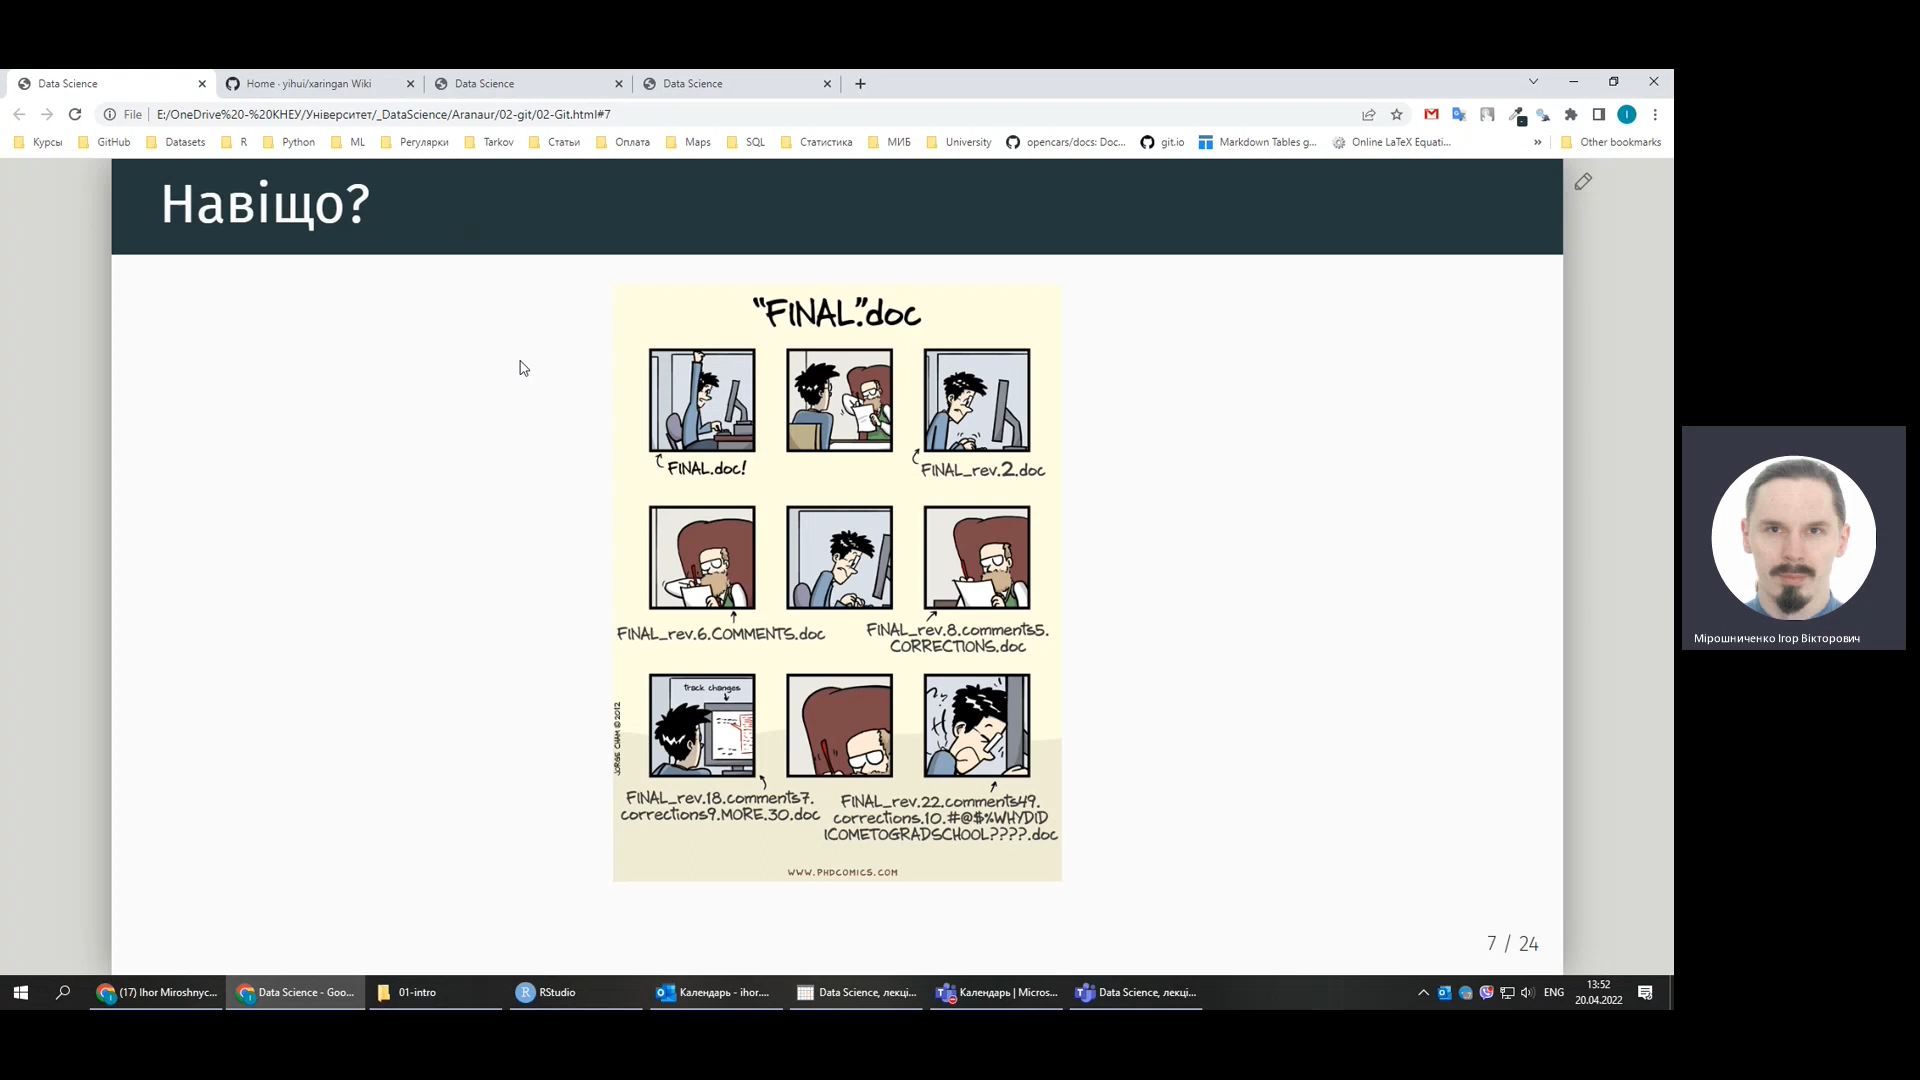 Data Science
Home · yihui/xaringan Wiki
Data Science
Data Science
File
E:/OneDrive%20-%20КНЕУ/Університет/_DataScience/Aranaur/02-git/02-Git.html#7
Курсы
GitHub
Datasets
R
Python
ML
Регулярки
Tarkov
Статьи
Оплата
Maps
SQL
Статистика
МИБ
University
opencars/docs: Doc...
git.io
Markdown Tables g...
Online LaTeX Equati...
»
Other bookmarks
Навіщо?
"FINAL".doc
FINAL.doc!
FINAL_rev.2.doc
FINAL_rev.6.COMMENTS.doc
FINAL_rev.8.comments5.
CORRECTIONS.doc
track changes
JORGE CHAM © 2012
FINAL_rev.18.comments7.
corrections9.MORE.30.doc
FINAL_rev.22.comments49.
corrections.10.#@$%WHYDID
ICOMETOGRADSCHOOL????.doc
WWW.PHDCOMICS.COM
7 / 24
Мірошниченко Ігор Вікторович
(17) Ihor Miroshnyc...
Data Science - Goo...
01-intro
RStudio
Календарь - ihor....
Data Science, лекці...
Календарь | Micros...
Data Science, лекці...
ENG
13:52
20.04.2022